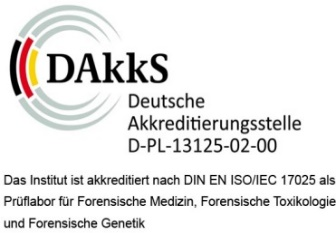 DAkkS
Deutsche
Akkreditierungsstelle
D-PL-13125-02-00
Das Institut ist akkreditiert nach DIN EN ISO/IEC 17025 als
Prüflabor für Forensische Medizin, Forensische Toxikologie
und Forensische Genetik